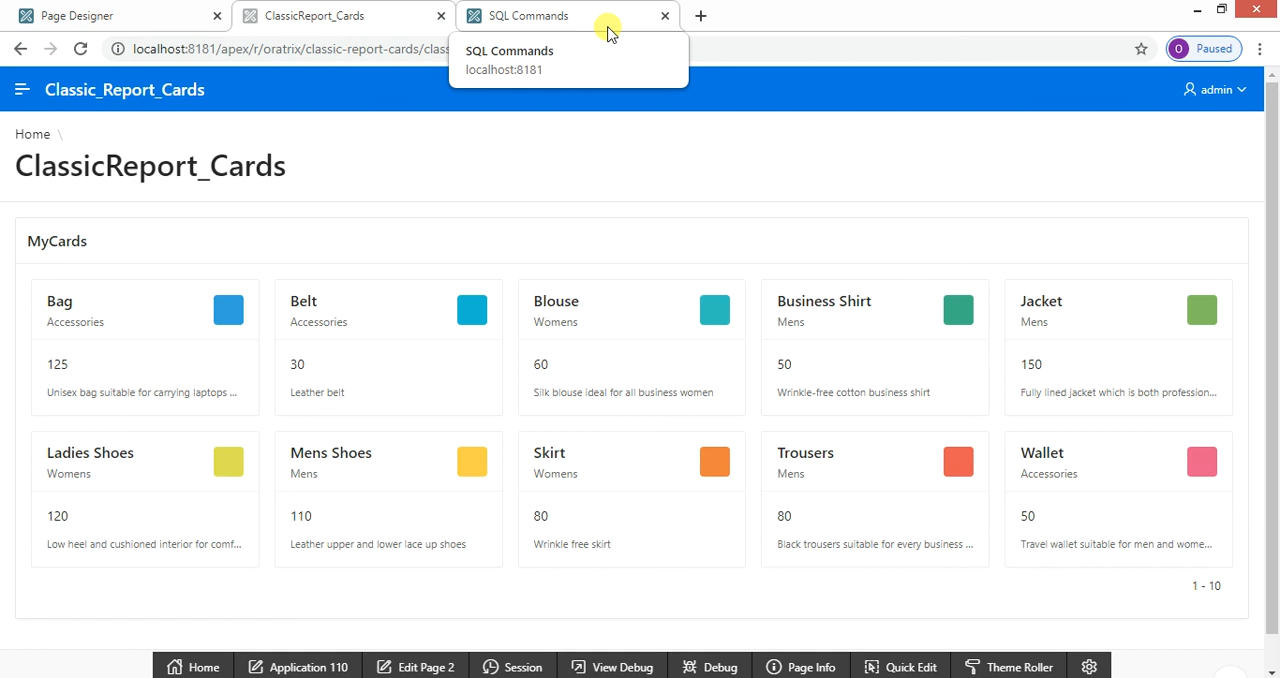 Page Designer
ClassicReport_Cards
SQL Commands
localhost:8181/apex/r/oratrix/classic-report-cards/class
SQL Commands
localhost:8181
O Paused
Classic_Report_Cards
admin
Home \
ClassicReport_Cards
MyCards
Bag
Accessories
125
Unisex bag suitable for carrying laptops ...
Belt
Accessories
30
Leather belt
Blouse
Womens
60
Silk blouse ideal for all business women
Business Shirt
Mens
50
Wrinkle-free cotton business shirt
Jacket
Mens
150
Fully lined jacket which is both profession...
Ladies Shoes
Womens
120
Low heel and cushioned interior for comf...
Mens Shoes
Mens
110
Leather upper and lower lace up shoes
Skirt
Womens
80
Wrinkle free skirt
Trousers
Mens
80
Black trousers suitable for every business ...
Wallet
Accessories
50
Travel wallet suitable for men and wome...
1 - 10
Home
Application 110
Edit Page 2
Session
View Debug
Debug
Page Info
Quick Edit
Theme Roller